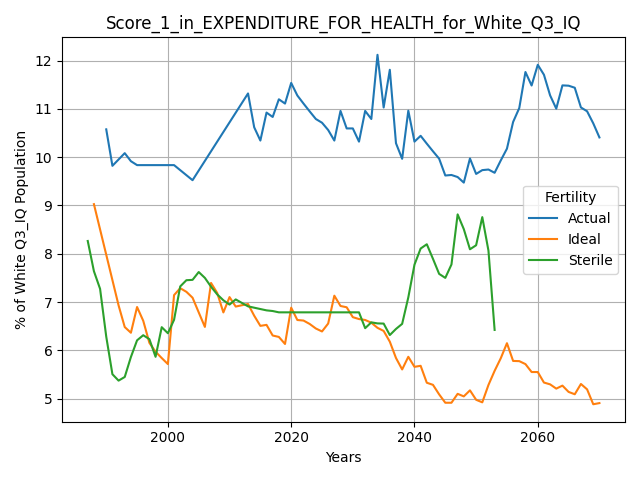 Score_1_in_EXPENDITURE_FOR_HEALTH_for_White_Q3_IQ
% of White Q3_IQ Population
12
11
10
9
8
7
6
5
Fertility
Actual
Ideal
Sterile
2000
2020
2040
2060
Years